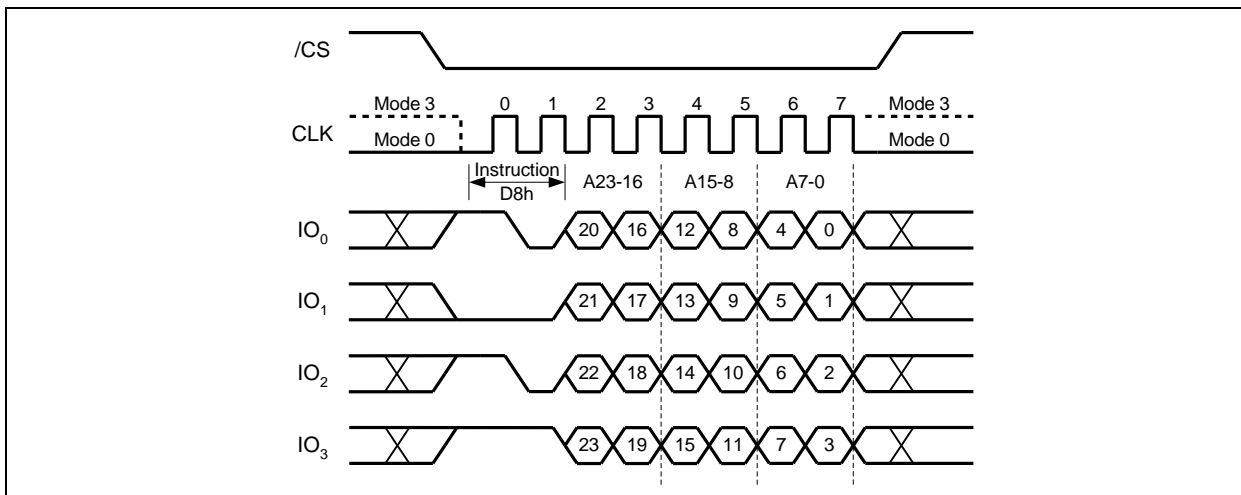 /CS
Mode 3 0 1 2 3 4 5 6 7 Mode 3
CLK
Mode 0 Mode 0
Instruction
D8h
A23-16 A15-8 A7-0
IO0 20 16 12 8 4 0
IO1 21 17 13 9 5 1
IO2 22 18 14 10 6 2
IO3 23 19 15 11 7 3